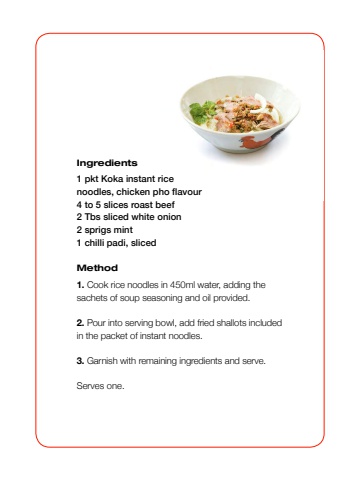 Ingredients
1 pkt Koka instant rice
noodles, chicken pho flavour
4 to 5 slices roast beef
2 Tbs sliced white onion
2 sprigs mint
1 chilli padi, sliced
Method
1. Cook rice noodles in 450ml water, adding the
sachets of soup seasoning and oil provided.
2. Pour into serving bowl, add fried shallots included
in the packet of instant noodles.
3. Garnish with remaining ingredients and serve.
Serves one.